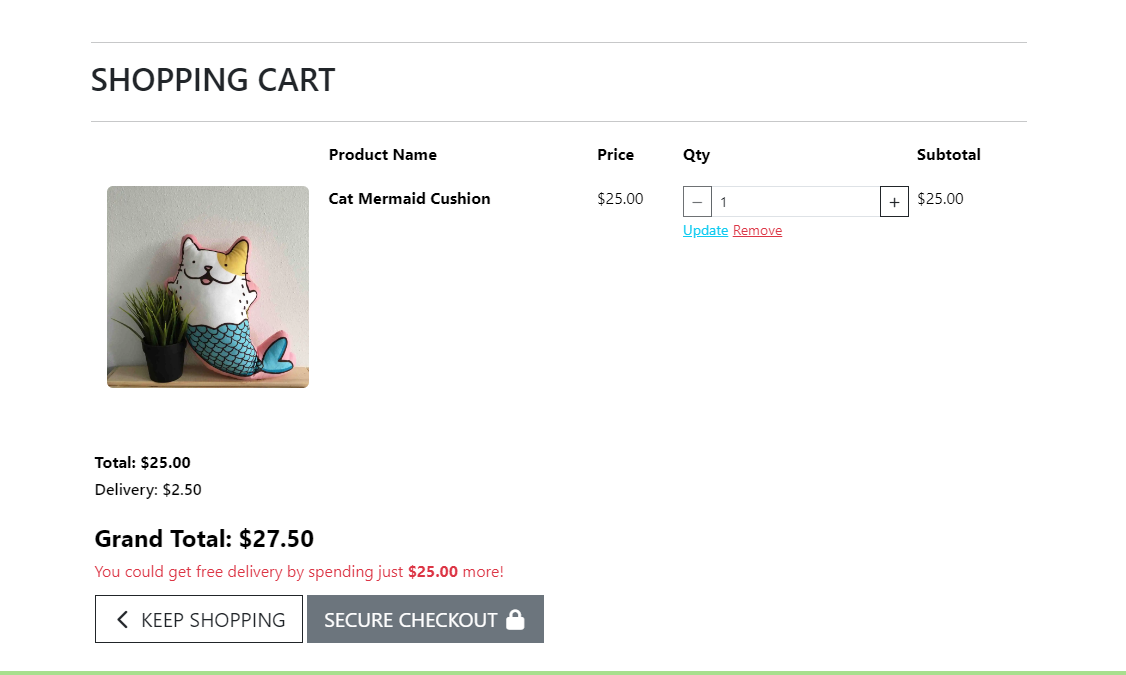 SHOPPING CART
Product Name Price Qty Subtotal
Cat Mermaid Cushion $25.00 − 1 + $25.00
Update Remove
Total: $25.00
Delivery: $2.50
Grand Total: $27.50
You could get free delivery by spending just $25.00 more!
KEEP SHOPPING SECURE CHECKOUT